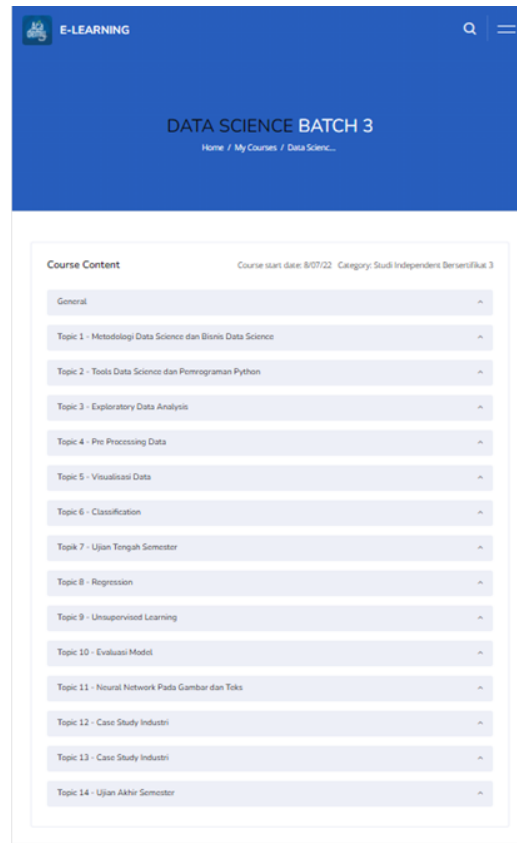 Aca
demy
E-LEARNING
DATA SCIENCE BATCH 3
Home / My Courses / Data Scienc...
Course Content
Course start date: 8/07/22 Category: Studi Independent Bersertifikat 3
General
Topic 1 - Metodologi Data Science dan Bisnis Data Science
Topic 2 - Tools Data Science dan Pemrograman Python
Topic 3 - Exploratory Data Analysis
Topic 4 - Pre Processing Data
Topic 5 - Visualisasi Data
Topic 6 - Classification
Topik 7 - Ujian Tengah Semester
Topic 8 - Regression
Topic 9 - Unsupervised Learning
Topic 10 - Evaluasi Model
Topic 11 - Neural Network Pada Gambar dan Teks
Topic 12 - Case Study Industri
Topic 13 - Case Study Industri
Topic 14 - Ujian Akhir Semester